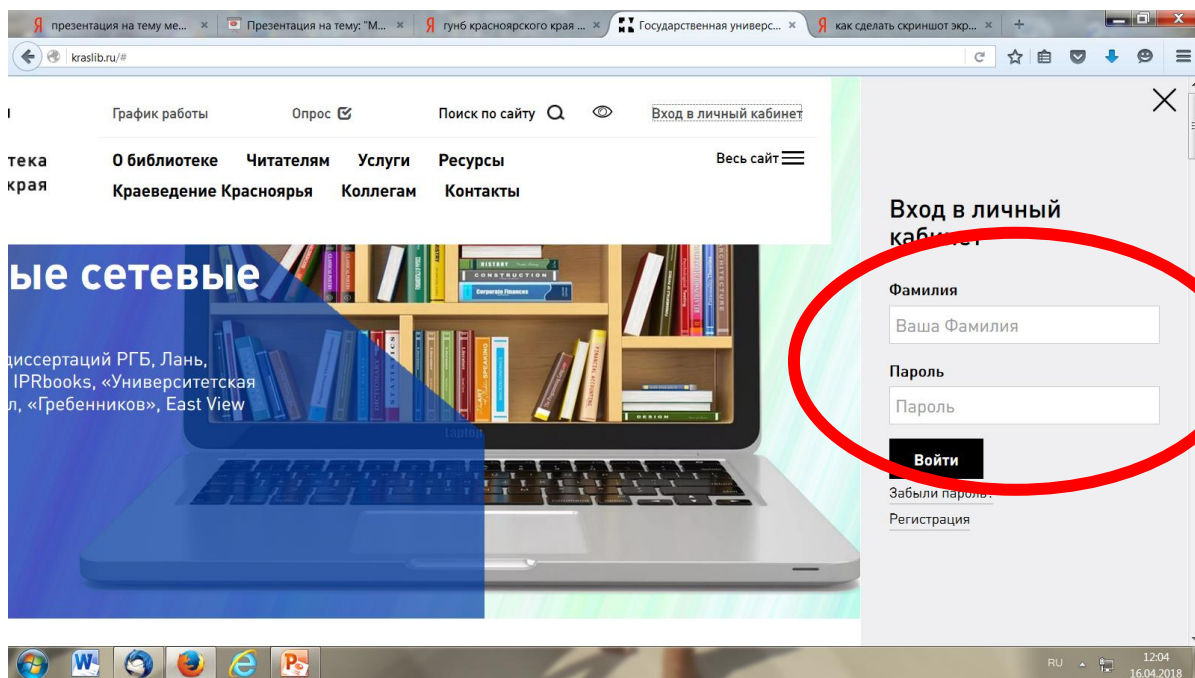 презентация на тему ме...
Презентация на тему: "М...
гунб красноярского края ...
Государственная универс...
как сделать скриншот экр...
kraslib.ru/#
График работы
Опрос
Поиск по сайту
Вход в личный кабинет
тека
края
О библиотеке Читателям Услуги Ресурсы
Весь сайт
Краеведение Красноярья Коллегам Контакты
ые сетевые
диссертаций РГБ, Лань,
IPRbooks, «Университетская
л, «Гребенников», East View
HISTORY
CONSTRUCTION
Corporate Finances
ARCHITECTURE
STATISTICS
DESIGN
Laptop
Вход в личный
кабинет
Фамилия
Ваша Фамилия
Пароль
Пароль
Войти
Забыли пароль?
Регистрация
RU
12:04
16.04.2018